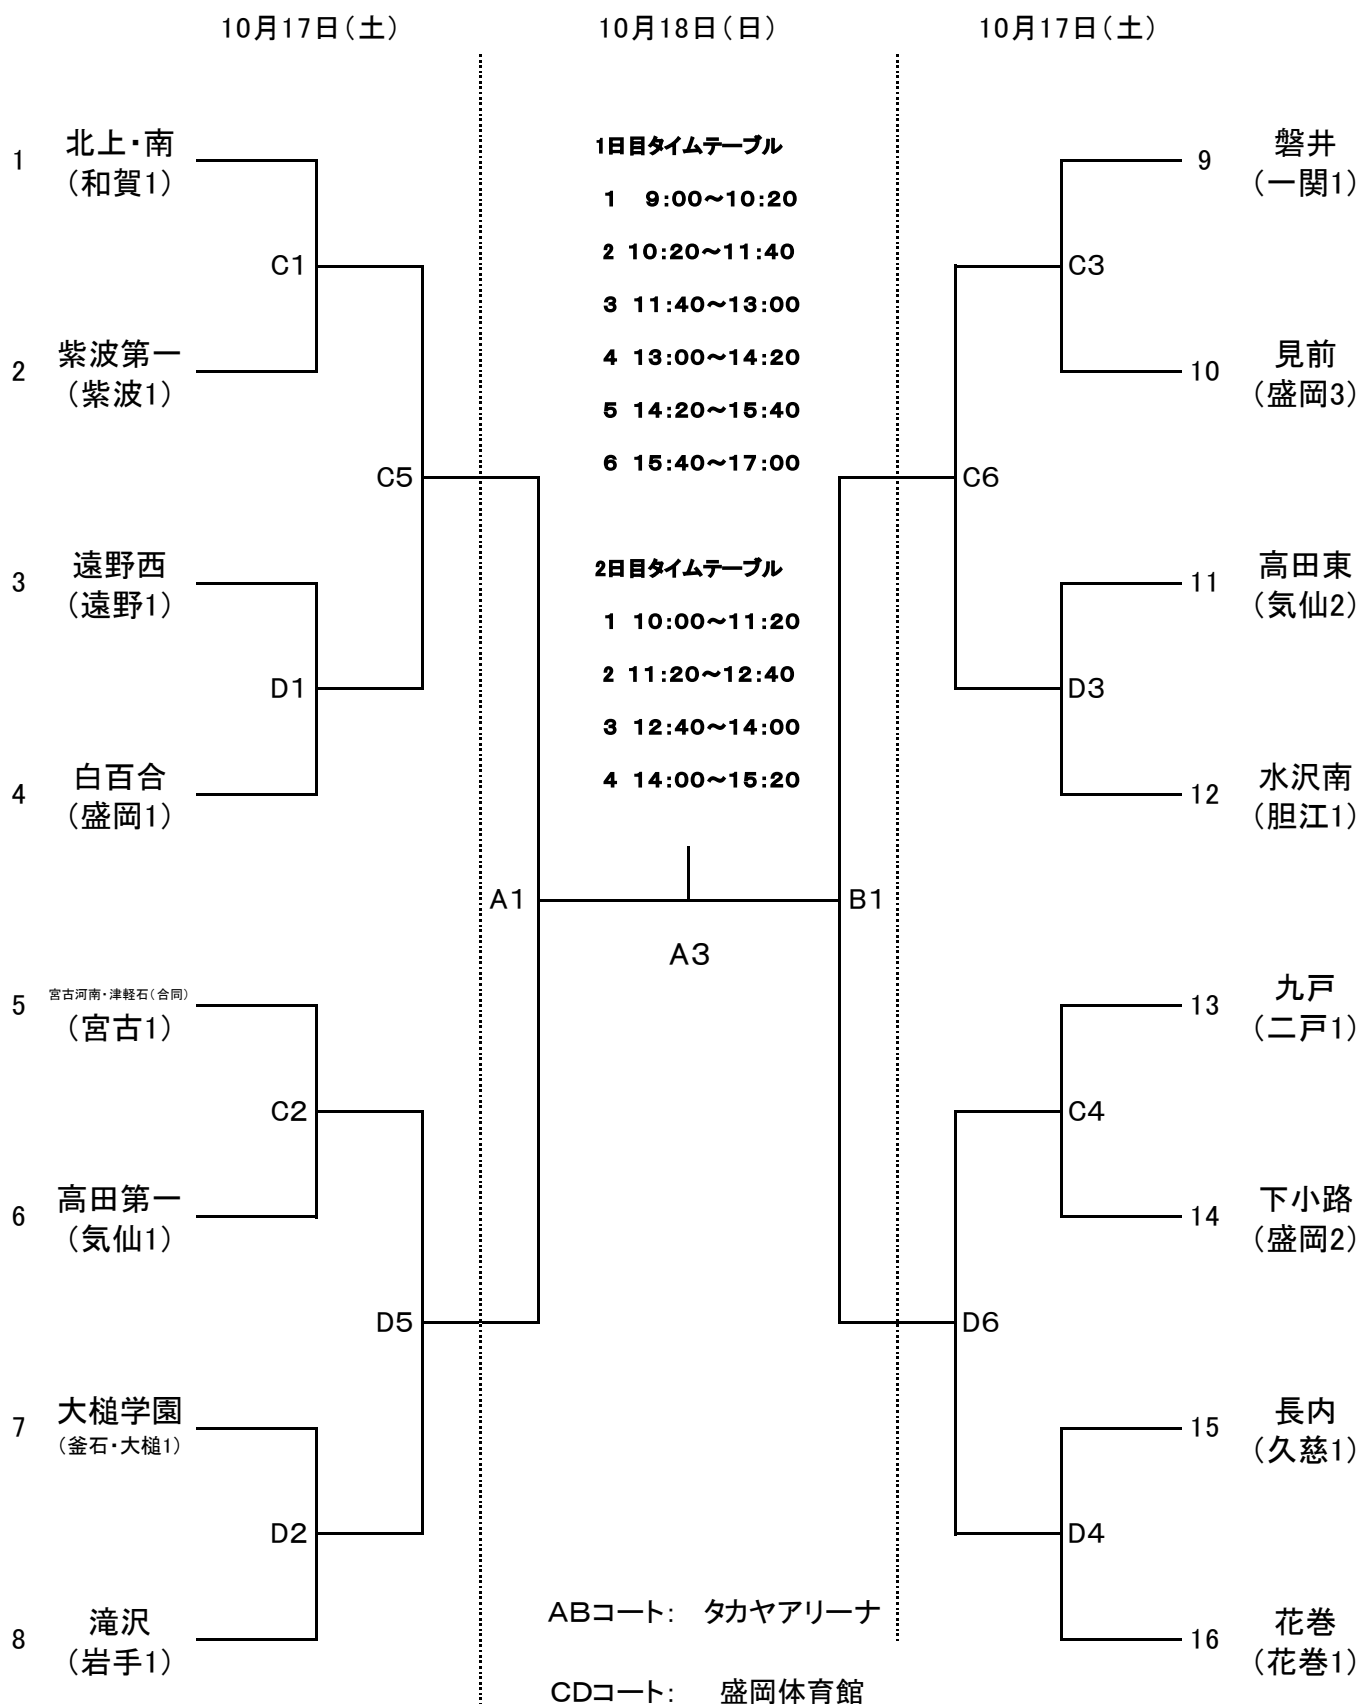 10月17日（土）
10月18日（日）
10月17日（土）
1
北上・南
（和賀1）
C1
2
紫波第一
（紫波1）
C5
3
遠野西
（遠野1）
D1
4
白百合
（盛岡1）
A1
5
宮古河南・津軽石（合同）
（宮古1）
C2
6
高田第一
（気仙1）
D5
7
大槌学園
（釜石・大槌1）
D2
8
滝沢
（岩手1）
1日目タイムテーブル
1 9:00～10:20
2 10:20～11:40
3 11:40～13:00
4 13:00～14:20
5 14:20～15:40
6 15:40～17:00
2日目タイムテーブル
1 10:00～11:20
2 11:20～12:40
3 12:40～14:00
4 14:00～15:20
A3
ABコート： タカヤアリーナ
CDコート： 盛岡体育館
9
磐井
（一関1）
C3
10
見前
（盛岡3）
C6
11
高田東
（気仙2）
D3
12
水沢南
（胆江1）
B1
13
九戸
（二戸1）
C4
14
下小路
（盛岡2）
D6
15
長内
（久慈1）
D4
16
花巻
（花巻1）